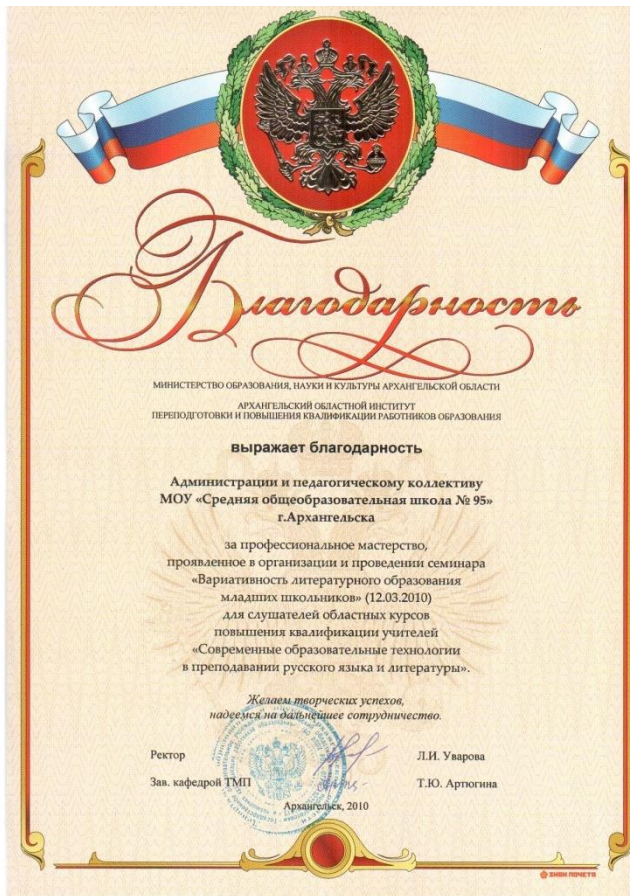 Благодарность
МИНИСТЕРСТВО ОБРАЗОВАНИЯ, НАУКИ И КУЛЬТУРЫ АРХАНГЕЛЬСКОЙ ОБЛАСТИ
АРХАНГЕЛЬСКИЙ ОБЛАСТНОЙ ИНСТИТУТ
ПЕРЕПОДГОТОВКИ И ПОВЫШЕНИЯ КВАЛИФИКАЦИИ РАБОТНИКОВ ОБРАЗОВАНИЯ
выражает благодарность
Администрации и педагогическому коллективу
МОУ «Средняя общеобразовательная школа № 95»
г.Архангельска
за профессиональное мастерство,
проявленное в организации и проведении семинара
«Вариативность литературного образования
младших школьников» (12.03.2010)
для слушателей областных курсов
повышения квалификации учителей
«Современные образовательные технологии
в преподавании русского языка и литературы».
Желаем творческих успехов,
надеемся на дальнейшее сотрудничество.
Ректор Л.И. Уварова
Зав. кафедрой ТМП Т.Ю. Артюгина
Архангельск, 2010
ЗНАК ПОЧЕТА